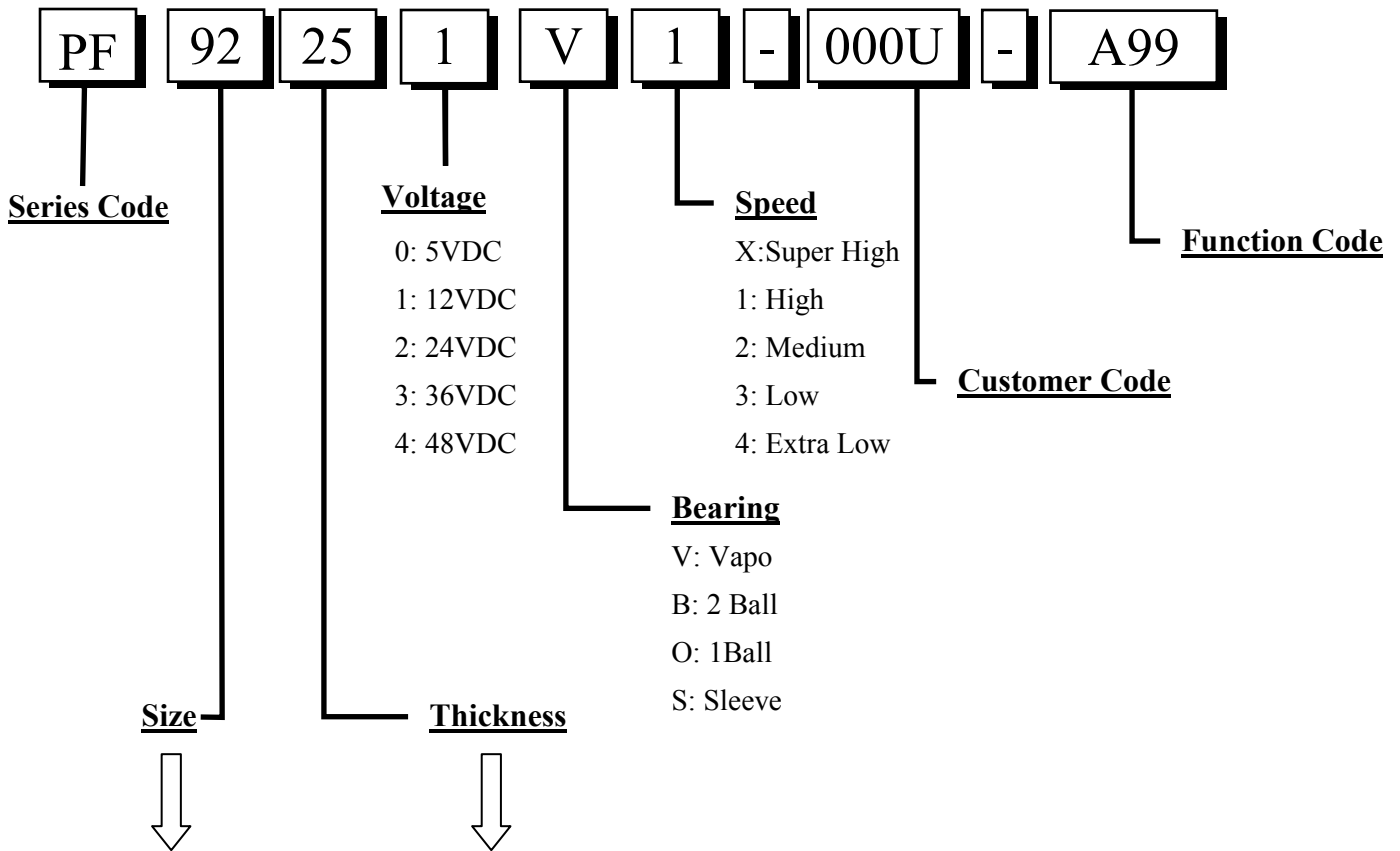 PF 92 25 1 V 1 - 000U - A99
Series Code
Voltage
0: 5VDC
1: 12VDC
2: 24VDC
3: 36VDC
4: 48VDC
Speed
X:Super High
1: High
2: Medium
3: Low
4: Extra Low
Function Code
Customer Code
Bearing
V: Vapo
B: 2 Ball
O: 1Ball
S: Sleeve
Size
Thickness